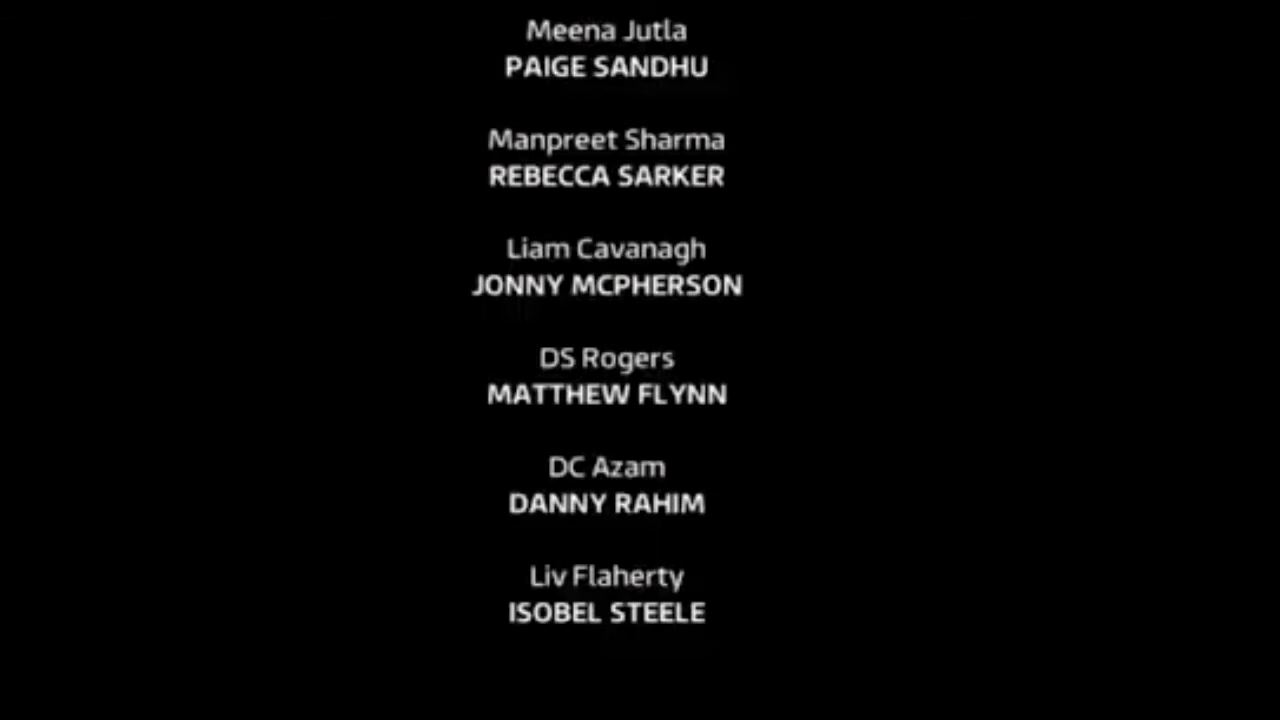 Meena Jutla
PAIGE SANDHU
Manpreet Sharma
REBECCA SARKER
Liam Cavanagh
JONNY MCPHERSON
DS Rogers
MATTHEW FLYNN
DC Azam
DANNY RAHIM
Liv Flaherty
ISOBEL STEELE